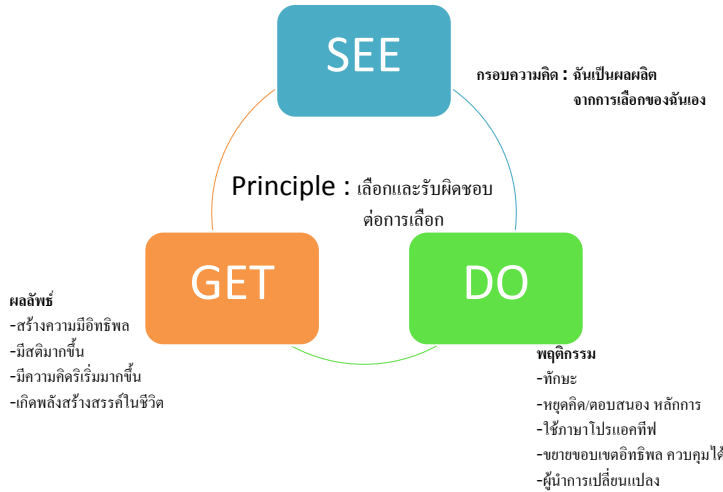 SEE
กรอบความคิด : ฉันเป็นผลผลิต
จากการเลือกของฉันเอง
Principle : เลือกและรับผิดชอบ
ต่อการเลือก
GET
DO
ผลลัพธ์
-สร้างความมีอิทธิพล
-มีสติมากขึ้น
-มีความคิดริเริ่มมากขึ้น
-เกิดพลังสร้างสรรค์ในชีวิต
พฤติกรรม
-ทักษะ
-หยุดคิด/ตอบสนอง หลักการ
-ใช้ภาษาโปรแอคทีฟ
-ขยายขอบเขตอิทธิพล ควบคุมได้
-ผู้นำการเปลี่ยนแปลง